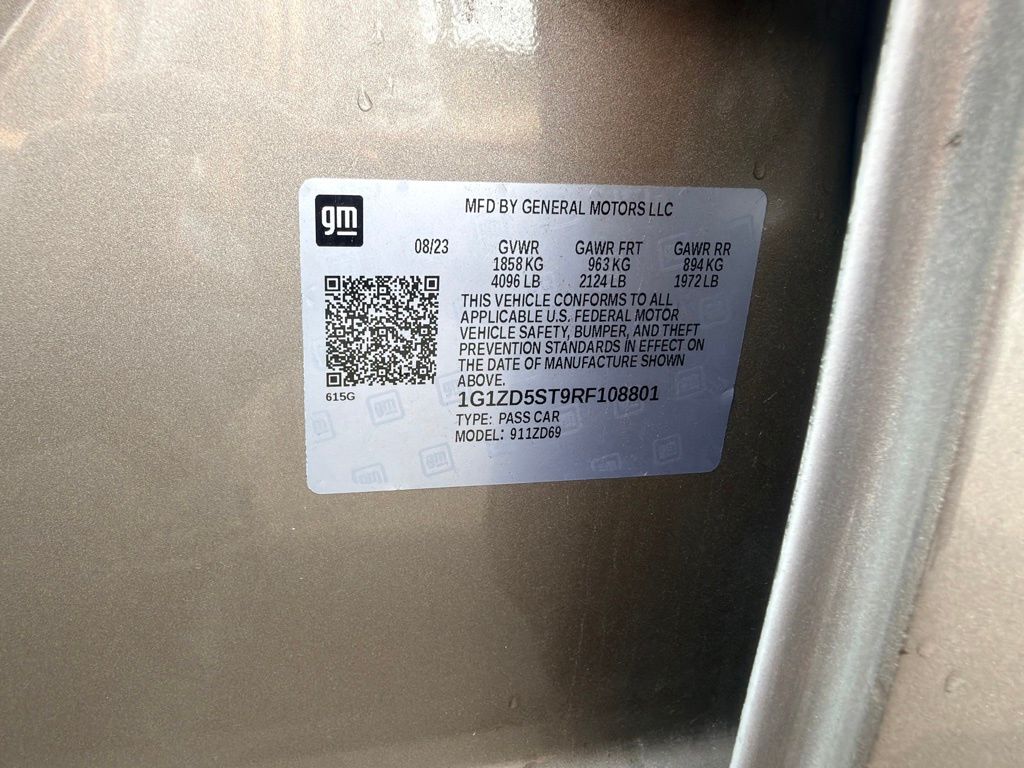 gm
MFD BY GENERAL MOTORS LLC
08/23 GVWR GAWR FRT GAWR RR
1858 KG 963 KG 894 KG
4096 LB 2124 LB 1972 LB
THIS VEHICLE CONFORMS TO ALL
APPLICABLE U.S. FEDERAL MOTOR
VEHICLE SAFETY, BUMPER, AND THEFT
PREVENTION STANDARDS IN EFFECT ON
THE DATE OF MANUFACTURE SHOWN
ABOVE.
615G
1G1ZD5ST9RF108801
TYPE: PASS CAR
MODEL: 911ZD69